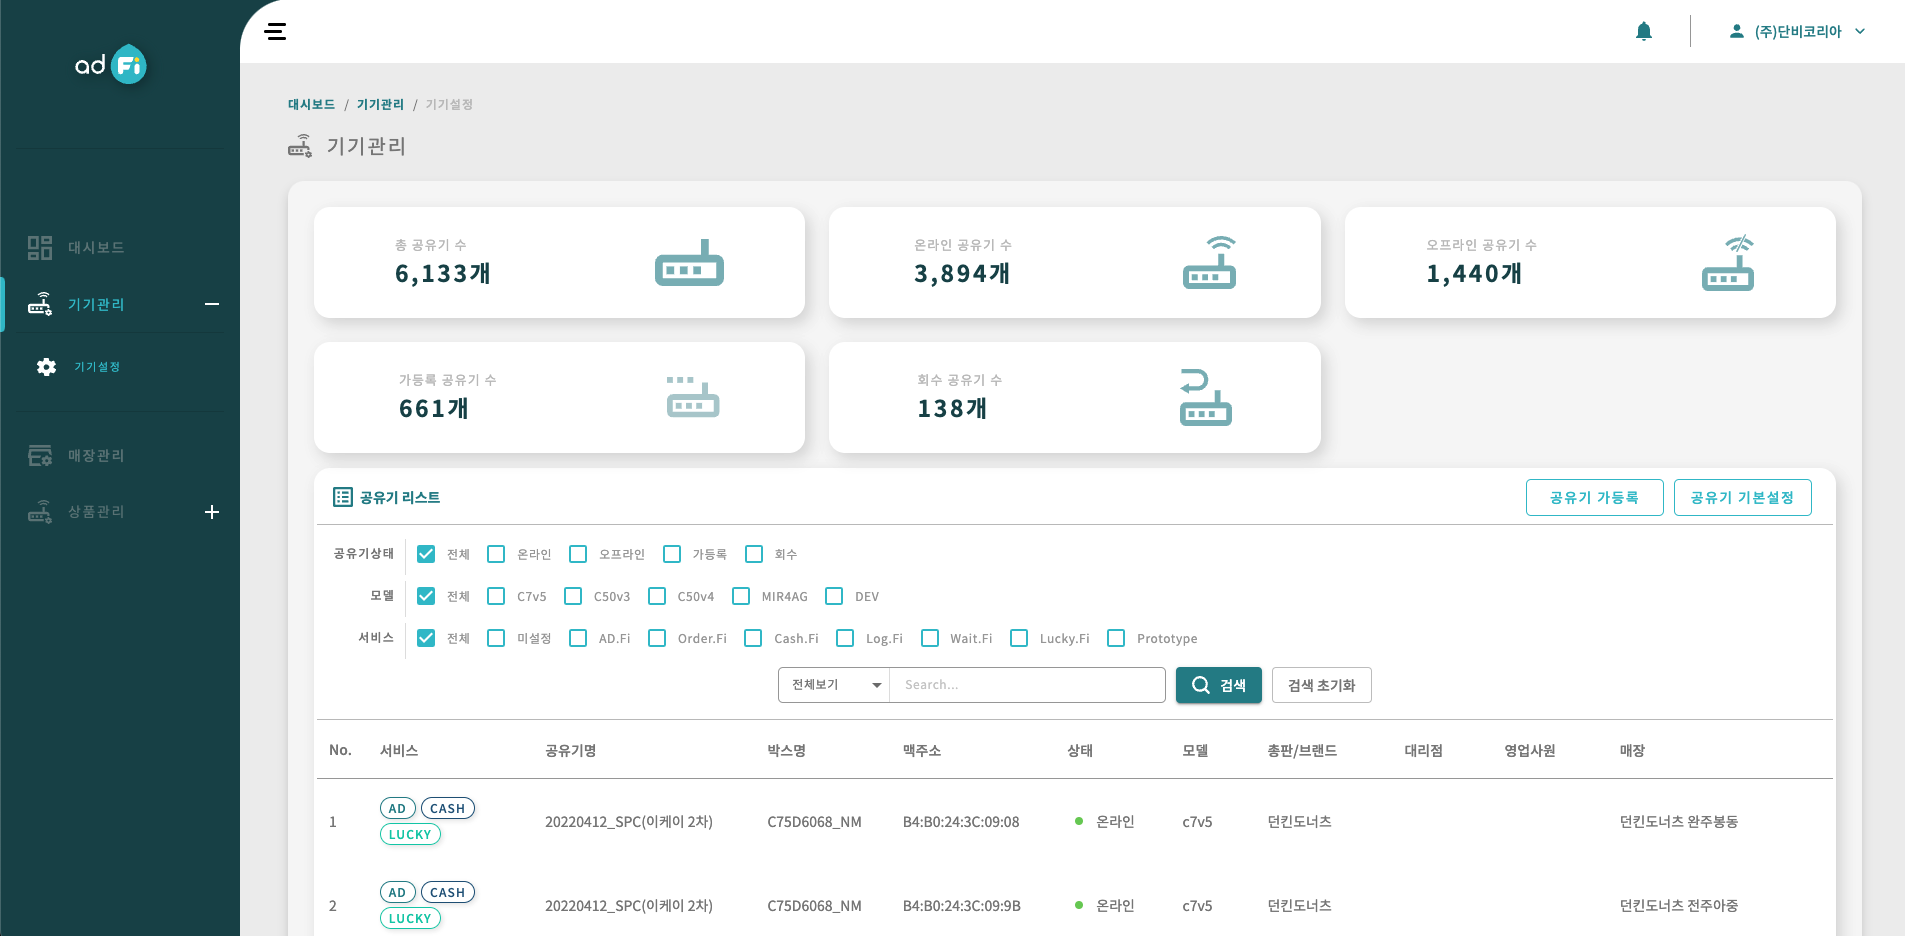 ad Fi
(주)단비코리아
대시보드 / 기기관리 / 기기설정
기기관리
대시보드
기기관리
기기설정
매장관리
상품관리
총 공유기 수
6,133개
온라인 공유기 수
3,894개
오프라인 공유기 수
1,440개
가등록 공유기 수
661개
회수 공유기 수
138개
공유기 리스트
공유기 가등록
공유기 기본설정
공유기상태 전체 온라인 오프라인 가등록 회수
모델 전체 C7v5 C50v3 C50v4 MIR4AG DEV
서비스 전체 미설정 AD.Fi Order.Fi Cash.Fi Log.Fi Wait.Fi Lucky.Fi Prototype
전체보기 Search... 검색 검색 초기화
No. 서비스 공유기명 박스명 맥주소 상태 모델 총판/브랜드 대리점 영업사원 매장
1 AD CASH LUCKY 20220412_SPC(이케이 2차) C75D6068_NM B4:B0:24:3C:09:08 온라인 c7v5 던킨도너츠 던킨도너츠 완주봉동
2 AD CASH LUCKY 20220412_SPC(이케이 2차) C75D6068_NM B4:B0:24:3C:09:9B 온라인 c7v5 던킨도너츠 던킨도너츠 전주아중